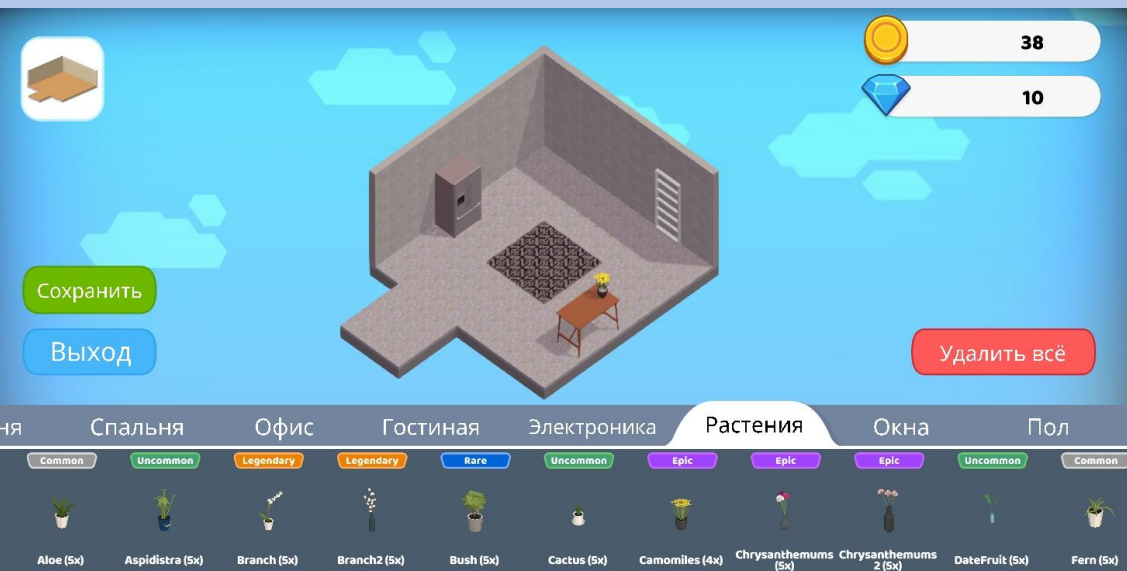 38
10
Сохранить
Выход
Удалить всё
ня Спальня Офис Гостиная Электроника Растения Окна Пол
Common Uncommon Legendary Legendary Rare Uncommon Epic Epic Epic Uncommon Common
Aloe (5x) Aspidistra (5x) Branch (5x) Branch2 (5x) Bush (5x) Cactus (5x) Camomiles (4x) Chrysanthemums (5x) Chrysanthemums 2 (5x) DateFruit (5x) Fern (5x)